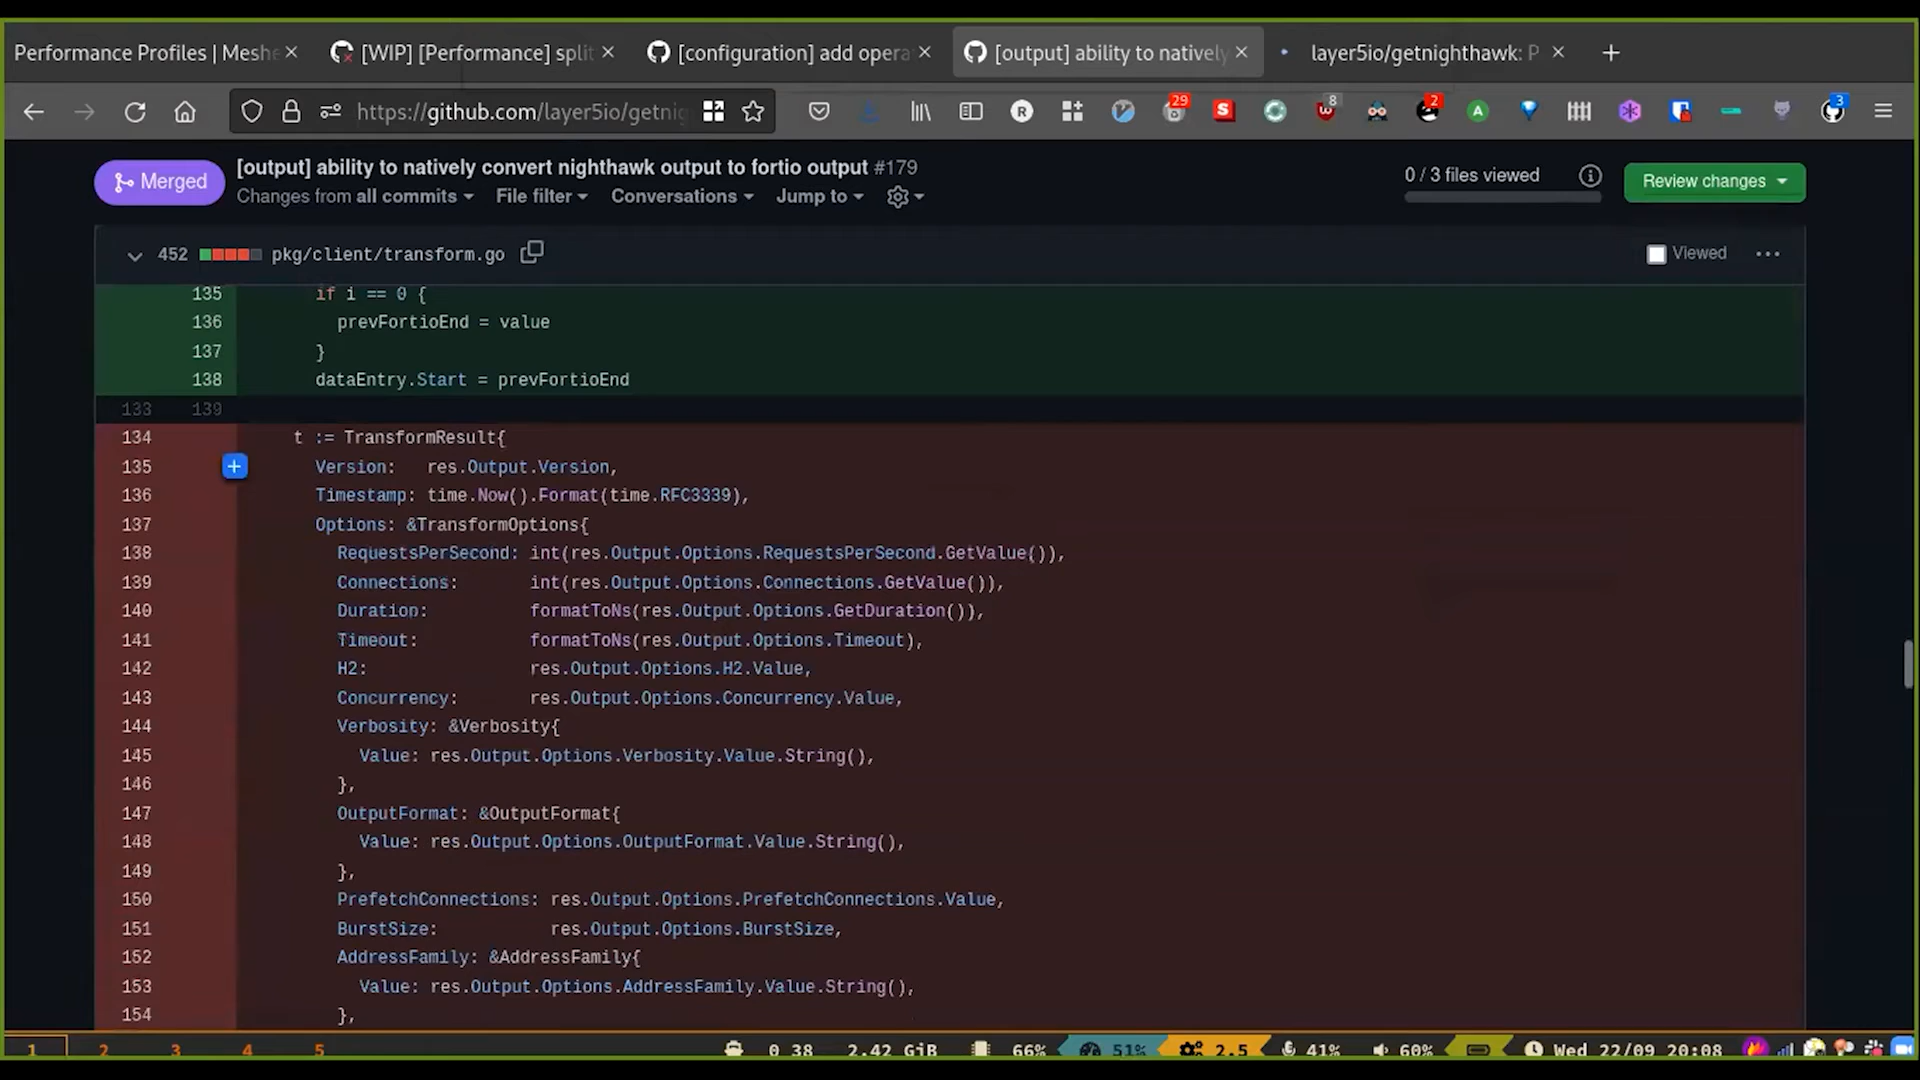 Performance Profiles | Meshe
[WIP] [Performance] split
[configuration] add opera
[output] ability to natively
layer5io/getnighthawk: P
https://github.com/layer5io/getnig
29
8
2
3
Merged
[output] ability to natively convert nighthawk output to fortio output #179
Changes from all commits
File filter
Conversations
Jump to
0 / 3 files viewed
Review changes
452 pkg/client/transform.go
Viewed
135 if i == 0 {
136 prevFortioEnd = value
137 }
138 dataEntry.Start = prevFortioEnd
133 139
134 t := TransformResult{
135 Version: res.Output.Version,
136 Timestamp: time.Now().Format(time.RFC3339),
137 Options: &TransformOptions{
138 RequestsPerSecond: int(res.Output.Options.RequestsPerSecond.GetValue()),
139 Connections: int(res.Output.Options.Connections.GetValue()),
140 Duration: formatToNs(res.Output.Options.GetDuration()),
141 Timeout: formatToNs(res.Output.Options.Timeout),
142 H2: res.Output.Options.H2.Value,
143 Concurrency: res.Output.Options.Concurrency.Value,
144 Verbosity: &Verbosity{
145 Value: res.Output.Options.Verbosity.Value.String(),
146 },
147 OutputFormat: &OutputFormat{
148 Value: res.Output.Options.OutputFormat.Value.String(),
149 },
150 PrefetchConnections: res.Output.Options.PrefetchConnections.Value,
151 BurstSize: res.Output.Options.BurstSize,
152 AddressFamily: &AddressFamily{
153 Value: res.Output.Options.AddressFamily.Value.String(),
154 },
1 2 3 4 5 0 38 2.42 GiB 66% 51% 2.5 41% 60% Wed 22/09 20:08